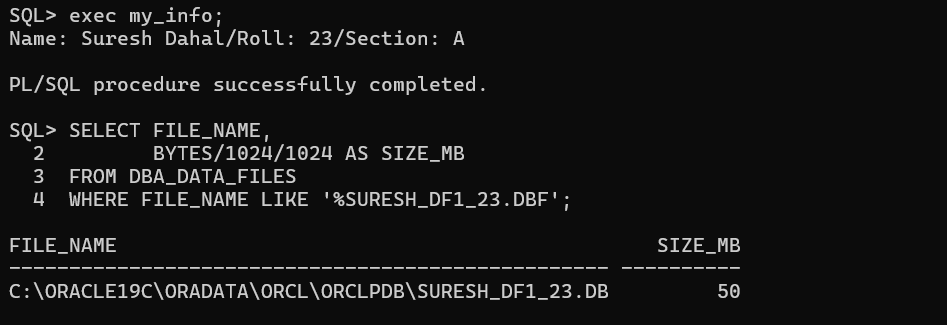 SQL> exec my_info;
Name: Suresh Dahal/Roll: 23/Section: A
PL/SQL procedure successfully completed.
SQL> SELECT FILE_NAME,
  2         BYTES/1024/1024 AS SIZE_MB
  3  FROM DBA_DATA_FILES
  4  WHERE FILE_NAME LIKE '%SURESH_DF1_23.DBF';
FILE_NAME                                             SIZE_MB
-------------------------------------------------- ----------
C:\ORACLE19C\ORADATA\ORCL\ORCLPDB\SURESH_DF1_23.DB         50